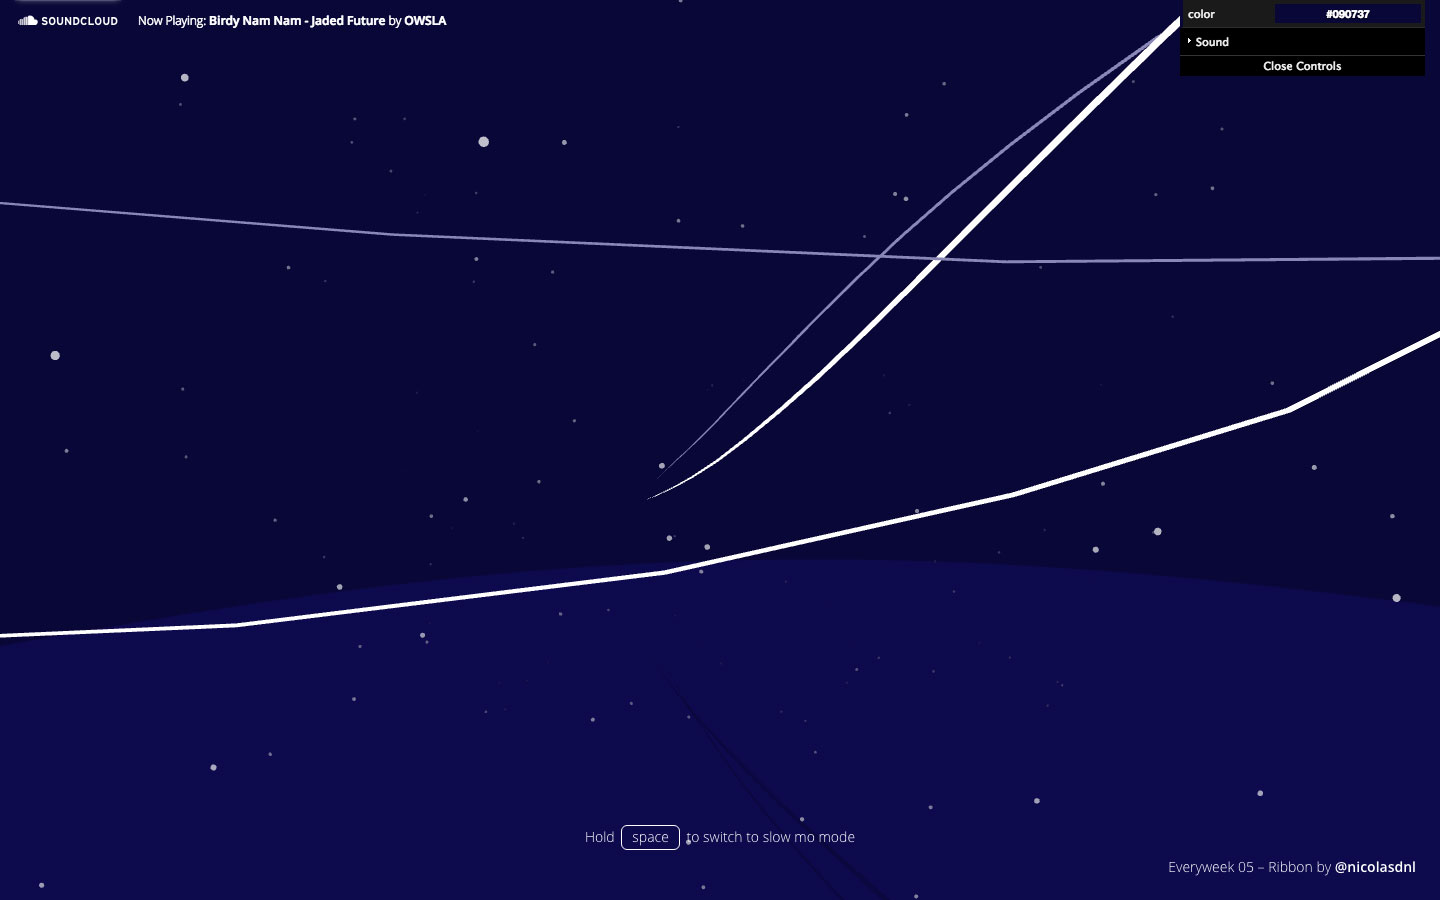 SOUNDCLOUD Now Playing: Birdy Nam Nam - Jaded Future by OWSLA
color #090737
Sound
Close Controls
Hold space to switch to slow mo mode
Everyweek 05 – Ribbon by @nicolasdnl